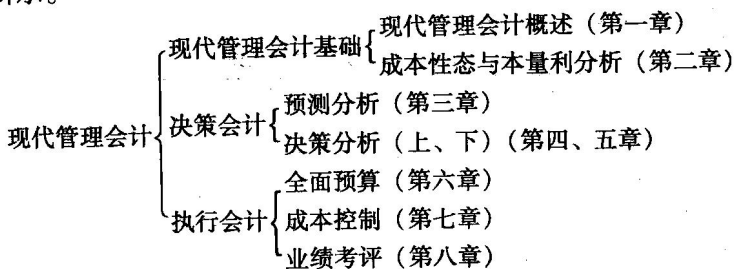 现代管理会计概述（第一章）
现代管理会计基础
成本性态与本量利分析（第二章）
预测分析（第三章）
现代管理会计
决策会计
决策分析（上、下）（第四、五章）
全面预算（第六章）
执行会计
成本控制（第七章）
业绩考评（第八章）